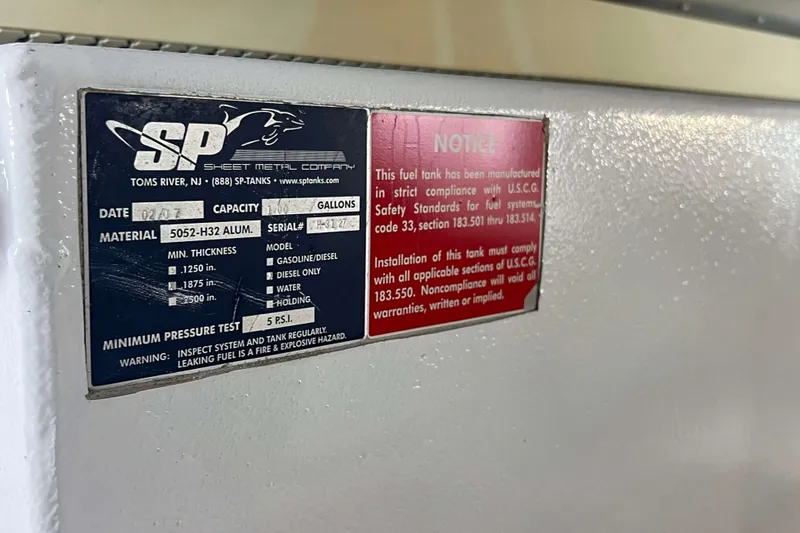 SP
SHEET METAL COMPANY
TOMS RIVER, NJ • (888) SP-TANKS • www.sptanks.com
DATE 02/07 CAPACITY GALLONS
MATERIAL 5052-H32 ALUM. SERIAL#
MIN. THICKNESS
.1250 in.
.1875 in.
.2500 in.
MODEL
GASOLINE/DIESEL
DIESEL ONLY
WATER
HOLDING
MINIMUM PRESSURE TEST 5 P.S.I.
WARNING: INSPECT SYSTEM AND TANK REGULARLY.
LEAKING FUEL IS A FIRE & EXPLOSIVE HAZARD.
NOTICE
This fuel tank has been manufactured
in strict compliance with U.S.C.G.
Safety Standards for fuel systems,
code 33, section 183.501 thru 183.514.
Installation of this tank must comply
with all applicable sections of U.S.C.G.
183.550. Noncompliance will void all
warranties, written or implied.